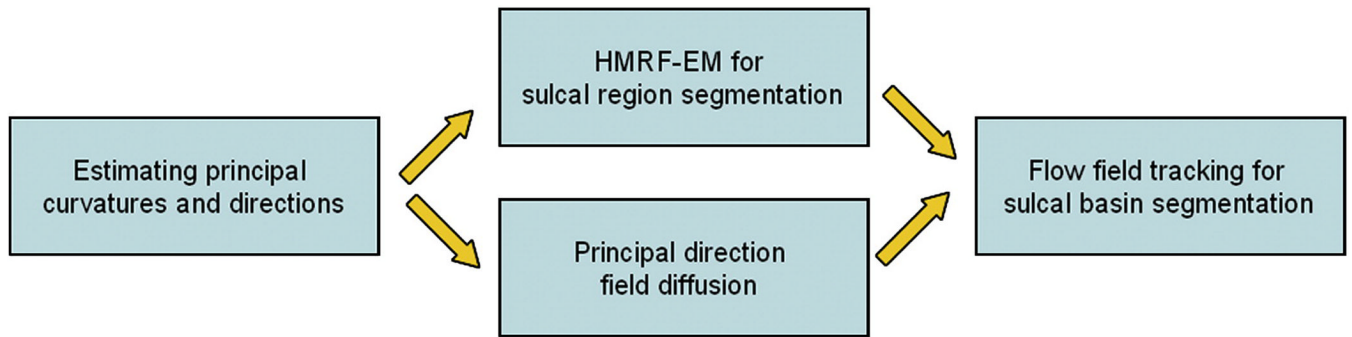 Estimating principal
curvatures and directions
HMRF-EM for
sulcal region segmentation
Principal direction
field diffusion
Flow field tracking for
sulcal basin segmentation